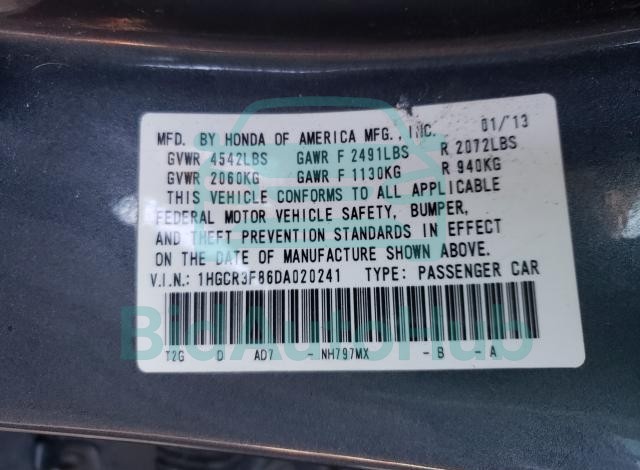 MFD. BY HONDA OF AMERICA MFG., INC. 01/'13
GVWR 4542LBS GAWR F 2491LBS R 2072LBS
GVWR 2060KG GAWR F 1130KG R 940KG
THIS VEHICLE CONFORMS TO ALL APPLICABLE
FEDERAL MOTOR VEHICLE SAFETY, BUMPER,
AND THEFT PREVENTION STANDARDS IN EFFECT
ON THE DATE OF MANUFACTURE SHOWN ABOVE.
V.I.N.: 1HGCR3F86DA020241 TYPE: PASSENGER CAR
BidAutoHub
T2G D AD7 - NH797MX - B - A